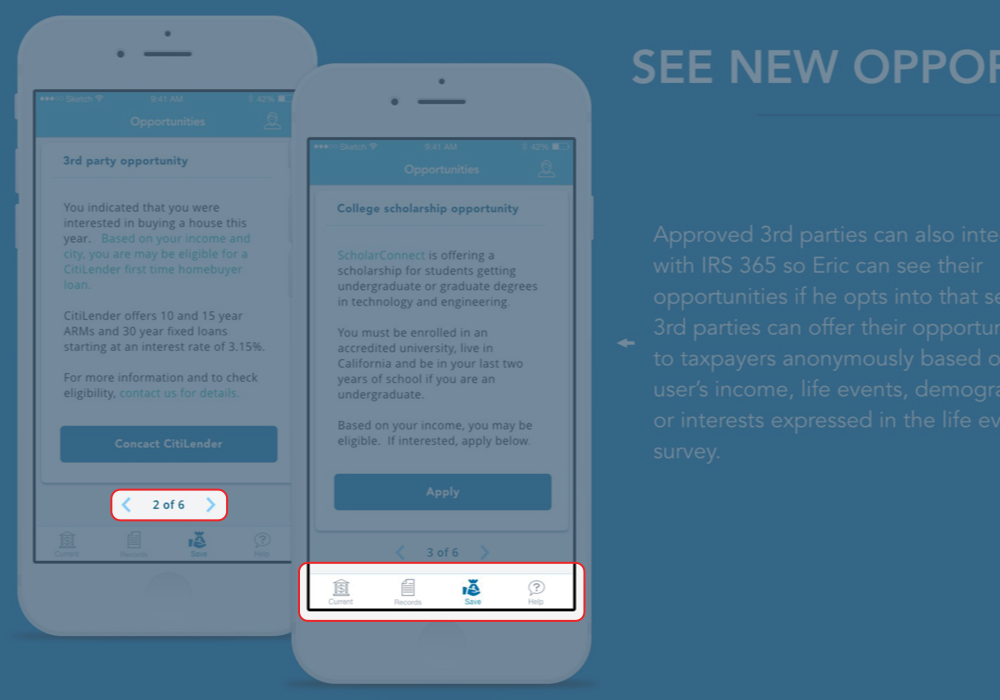 Sketch 9:41 AM 42%
Opportunities
3rd party opportunity
You indicated that you were
interested in buying a house this
year. Based on your income and
city, you are may be eligible for a
CitiLender first time homebuyer
loan.
CitiLender offers 10 and 15 year
ARMs and 30 year fixed loans
starting at an interest rate of 3.15%.
For more information and to check
eligibility, contact us for details.
Concact CitiLender
2 of 6
Current Records Save Help
Sketch 9:41 AM 42%
Opportunities
College scholarship opportunity
ScholarConnect is offering a
scholarship for students getting
undergraduate or graduate degrees
in technology and engineering.
You must be enrolled in an
accredited university, live in
California and be in your last two
years of school if you are an
undergraduate.
Based on your income, you may be
eligible. If interested, apply below.
Apply
3 of 6
Current Records Save Help
SEE NEW OPPOR
Approved 3rd parties can also inte
with IRS 365 so Eric can see their
opportunities if he opts into that se
3rd parties can offer their opportun
to taxpayers anonymously based o
user's income, life events, demogra
or interests expressed in the life ev
survey.